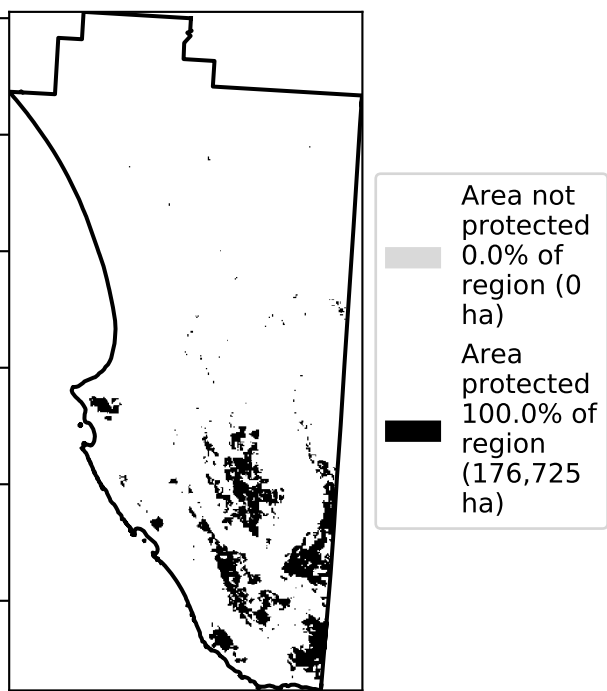 Area not
protected
0.0% of
region (0
ha)
Area
protected
100.0% of
region
(176,725
ha)